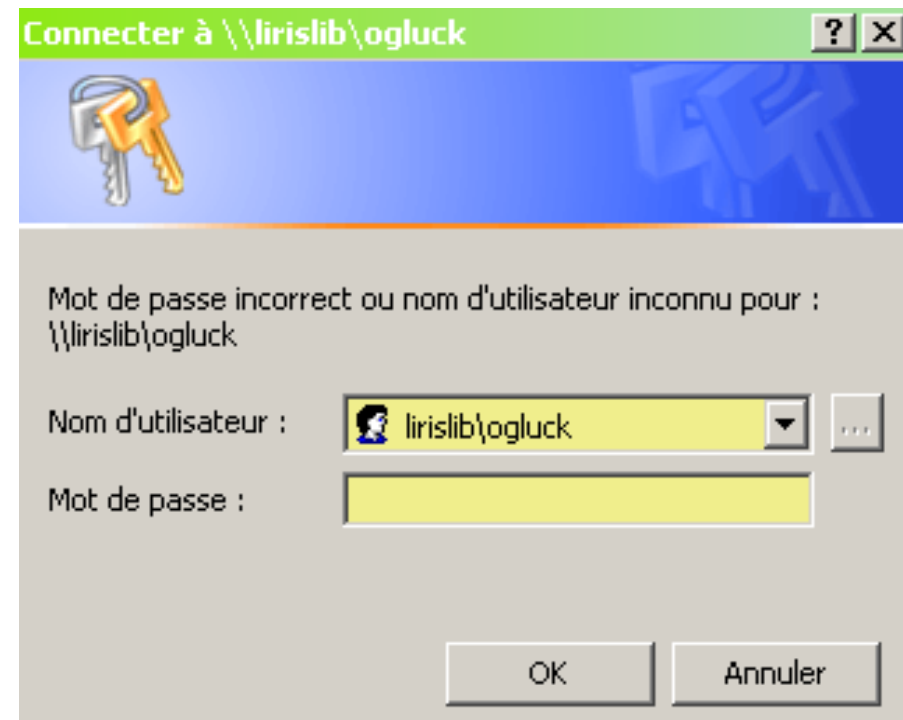 Connecter à \\lirislib\ogluck
Mot de passe incorrect ou nom d'utilisateur inconnu pour :
\\lirislib\ogluck
Nom d'utilisateur : lirislib\ogluck ...
Mot de passe :
OK Annuler